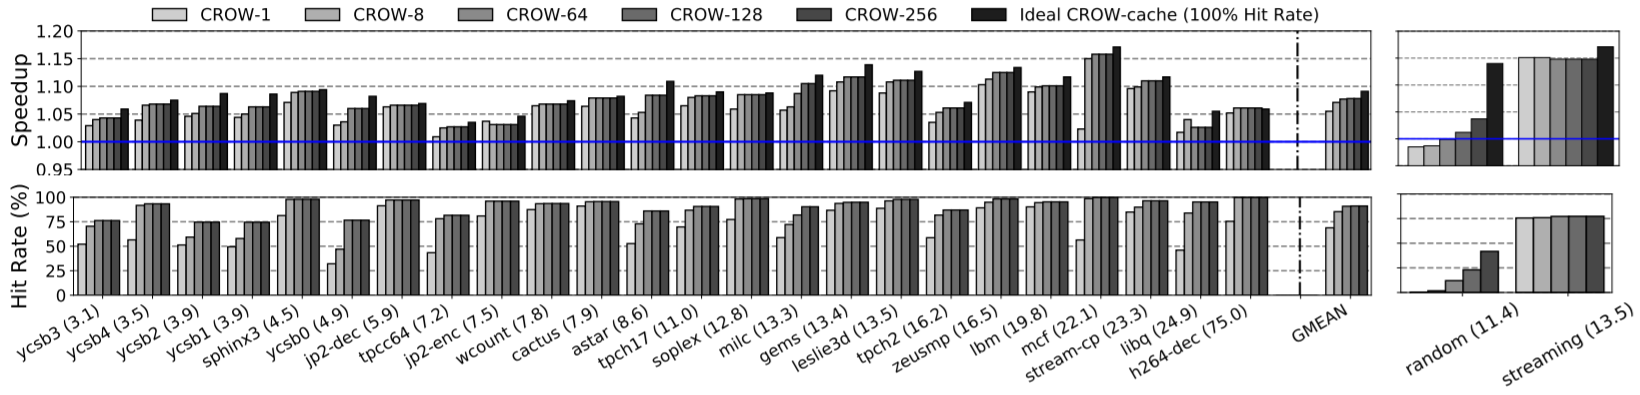 CROW-1 CROW-8 CROW-64 CROW-128 CROW-256 Ideal CROW-cache (100% Hit Rate)
Speedup
1.20
1.15
1.10
1.05
1.00
0.95
Hit Rate (%)
100
75
50
25
0
ycsb3 (3.1)
ycsb4 (3.5)
ycsb2 (3.9)
ycsb1 (3.9)
sphinx3 (4.5)
ycsb0 (4.9)
jp2-dec (5.9)
tpcc64 (7.2)
jp2-enc (7.5)
wcount (7.8)
cactus (7.9)
astar (8.6)
tpch17 (11.0)
soplex (12.8)
milc (13.3)
gems (13.4)
leslie3d (13.5)
tpch2 (16.2)
zeusmp (16.5)
lbm (19.8)
mcf (22.1)
stream-cp (23.3)
libq (24.9)
h264-dec (75.0)
GMEAN
random (11.4)
streaming (13.5)